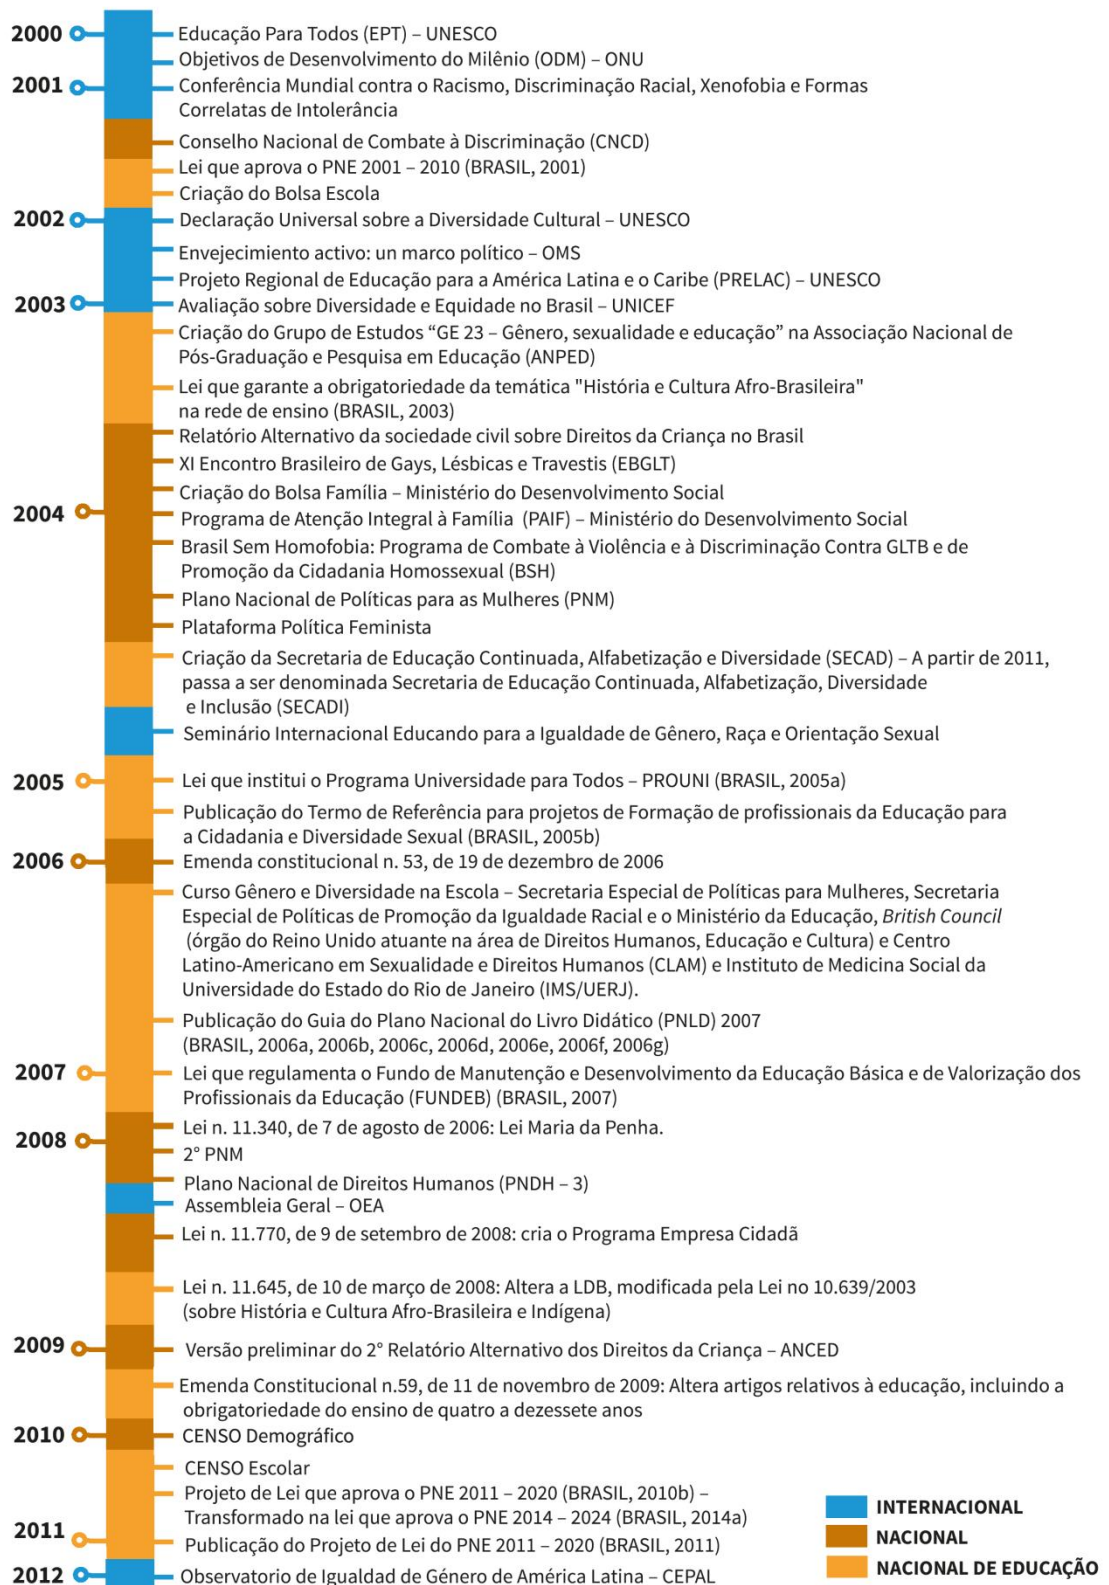 2000
Educação Para Todos (EPT) – UNESCO
Objetivos de Desenvolvimento do Milênio (ODM) – ONU
2001
Conferência Mundial contra o Racismo, Discriminação Racial, Xenofobia e Formas
Correlatas de Intolerância
Conselho Nacional de Combate à Discriminação (CNCD)
Lei que aprova o PNE 2001 – 2010 (BRASIL, 2001)
Criação do Bolsa Escola
2002
Declaração Universal sobre a Diversidade Cultural – UNESCO
Envejecimiento activo: un marco político – OMS
Projeto Regional de Educação para a América Latina e o Caribe (PRELAC) – UNESCO
2003
Avaliação sobre Diversidade e Equidade no Brasil – UNICEF
Criação do Grupo de Estudos “GE 23 – Gênero, sexualidade e educação” na Associação Nacional de
Pós-Graduação e Pesquisa em Educação (ANPED)
Lei que garante a obrigatoriedade da temática "História e Cultura Afro-Brasileira"
na rede de ensino (BRASIL, 2003)
Relatório Alternativo da sociedade civil sobre Direitos da Criança no Brasil
XI Encontro Brasileiro de Gays, Lésbicas e Travestis (EBGLT)
Criação do Bolsa Família – Ministério do Desenvolvimento Social
2004
Programa de Atenção Integral à Família (PAIF) – Ministério do Desenvolvimento Social
Brasil Sem Homofobia: Programa de Combate à Violência e à Discriminação Contra GLTB e de
Promoção da Cidadania Homossexual (BSH)
Plano Nacional de Políticas para as Mulheres (PNM)
Plataforma Política Feminista
Criação da Secretaria de Educação Continuada, Alfabetização e Diversidade (SECAD) – A partir de 2011,
passa a ser denominada Secretaria de Educação Continuada, Alfabetização, Diversidade
e Inclusão (SECADI)
Seminário Internacional Educando para a Igualdade de Gênero, Raça e Orientação Sexual
2005
Lei que institui o Programa Universidade para Todos – PROUNI (BRASIL, 2005a)
Publicação do Termo de Referência para projetos de Formação de profissionais da Educação para
a Cidadania e Diversidade Sexual (BRASIL, 2005b)
2006
Emenda constitucional n. 53, de 19 de dezembro de 2006
Curso Gênero e Diversidade na Escola – Secretaria Especial de Políticas para Mulheres, Secretaria
Especial de Políticas de Promoção da Igualdade Racial e o Ministério da Educação, British Council
(órgão do Reino Unido atuante na área de Direitos Humanos, Educação e Cultura) e Centro
Latino-Americano em Sexualidade e Direitos Humanos (CLAM) e Instituto de Medicina Social da
Universidade do Estado do Rio de Janeiro (IMS/UERJ).
Publicação do Guia do Plano Nacional do Livro Didático (PNLD) 2007
(BRASIL, 2006a, 2006b, 2006c, 2006d, 2006e, 2006f, 2006g)
2007
Lei que regulamenta o Fundo de Manutenção e Desenvolvimento da Educação Básica e de Valorização dos
Profissionais da Educação (FUNDEB) (BRASIL, 2007)
Lei n. 11.340, de 7 de agosto de 2006: Lei Maria da Penha.
2008
2° PNM
Plano Nacional de Direitos Humanos (PNDH – 3)
Assembleia Geral – OEA
Lei n. 11.770, de 9 de setembro de 2008: cria o Programa Empresa Cidadã
Lei n. 11.645, de 10 de março de 2008: Altera a LDB, modificada pela Lei no 10.639/2003
(sobre História e Cultura Afro-Brasileira e Indígena)
2009
Versão preliminar do 2° Relatório Alternativo dos Direitos da Criança – ANCED
Emenda Constitucional n.59, de 11 de novembro de 2009: Altera artigos relativos à educação, incluindo a
obrigatoriedade do ensino de quatro a dezessete anos
2010
CENSO Demográfico
CENSO Escolar
Projeto de Lei que aprova o PNE 2011 – 2020 (BRASIL, 2010b) –
Transformado na lei que aprova o PNE 2014 – 2024 (BRASIL, 2014a)
2011
Publicação do Projeto de Lei do PNE 2011 – 2020 (BRASIL, 2011)
2012
Observatorio de Igualdad de Género de América Latina – CEPAL
INTERNACIONAL
NACIONAL
NACIONAL DE EDUCAÇÃO